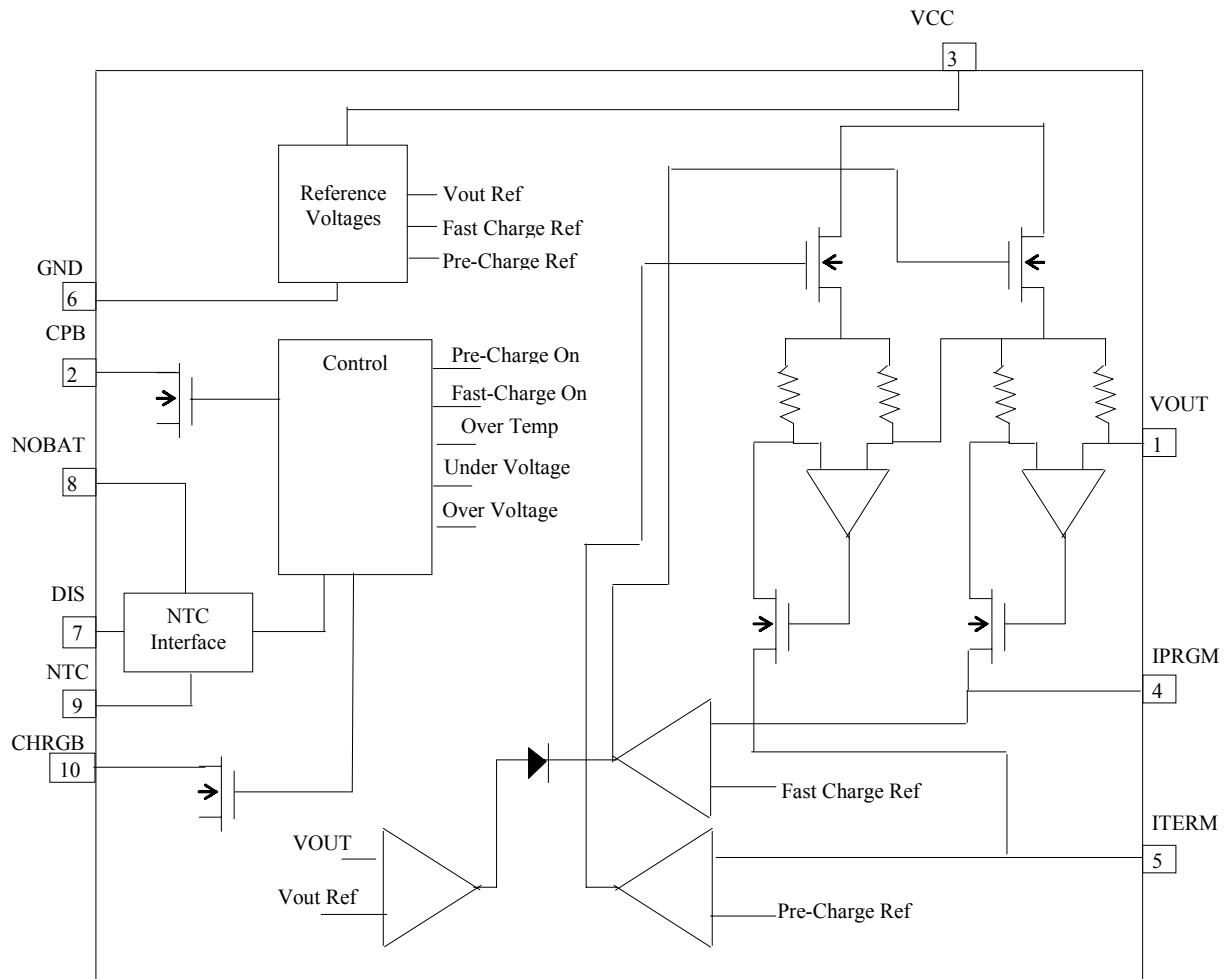 VCC
3
Reference
Voltages
Vout Ref
Fast Charge Ref
Pre-Charge Ref
GND
6
CPB
2
Control
Pre-Charge On
Fast-Charge On
Over Temp
Under Voltage
Over Voltage
NOBAT
8
VOUT
1
DIS
7
NTC
Interface
NTC
9
IPRGM
4
CHRGB
10
Fast Charge Ref
VOUT
Vout Ref
ITERM
5
Pre-Charge Ref